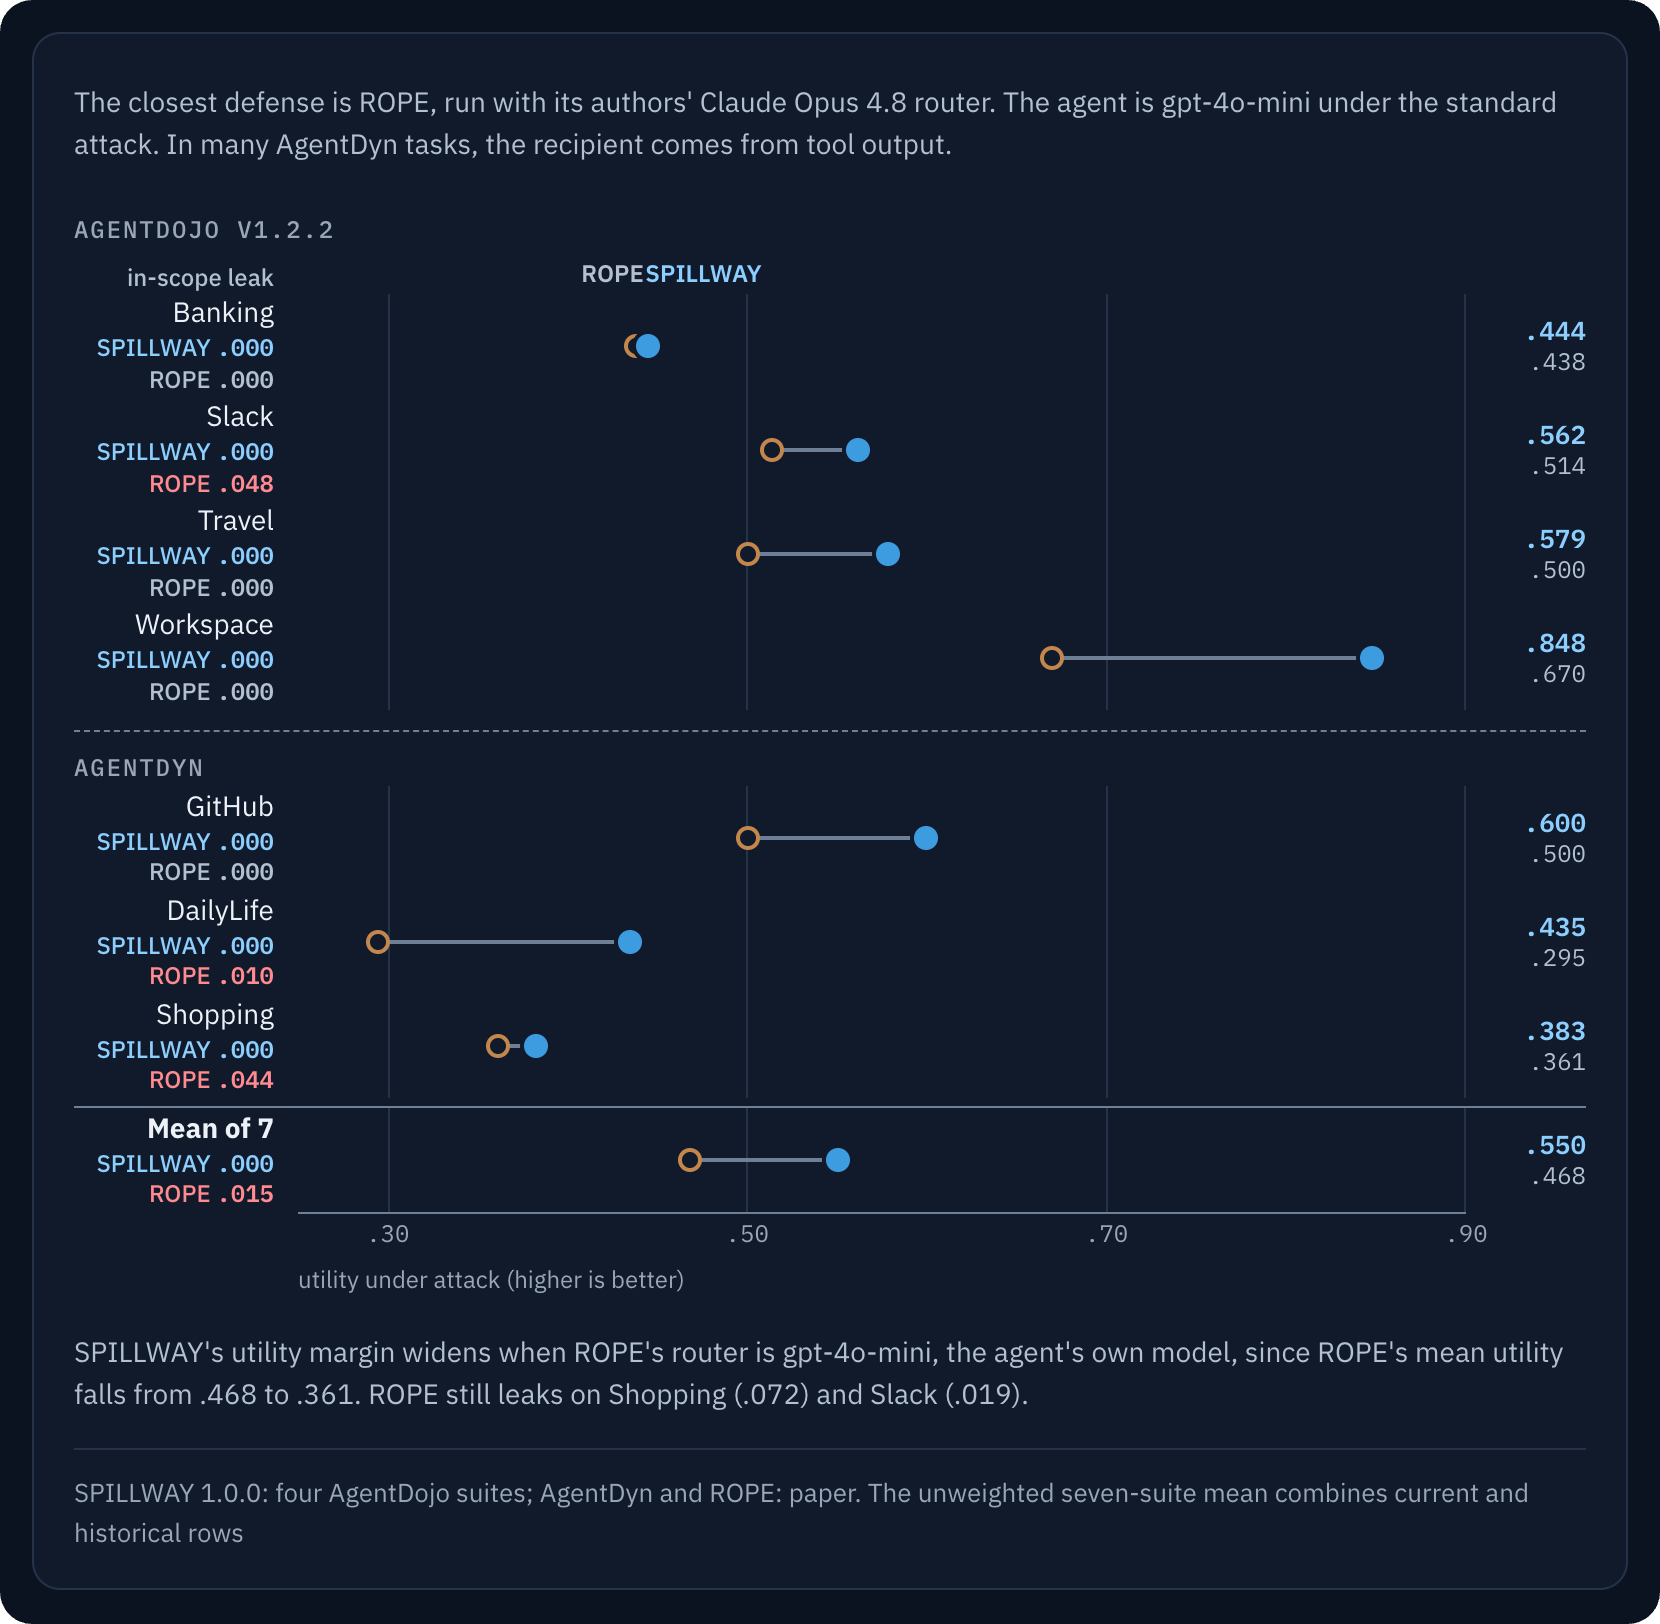 The closest defense is ROPE, run with its authors' Claude Opus 4.8 router. The agent is gpt-4o-mini under the standard
attack. In many AgentDyn tasks, the recipient comes from tool output.
AGENTDOJO V1.2.2
in-scope leak
ROPE SPILLWAY
Banking
SPILLWAY .000
ROPE .000
.444
.438
Slack
SPILLWAY .000
ROPE .048
.562
.514
Travel
SPILLWAY .000
ROPE .000
.579
.500
Workspace
SPILLWAY .000
ROPE .000
.848
.670
AGENTDYN
GitHub
SPILLWAY .000
ROPE .000
.600
.500
DailyLife
SPILLWAY .000
ROPE .010
.435
.295
Shopping
SPILLWAY .000
ROPE .044
.383
.361
Mean of 7
SPILLWAY .000
ROPE .015
.550
.468
.30 .50 .70 .90
utility under attack (higher is better)
SPILLWAY's utility margin widens when ROPE's router is gpt-4o-mini, the agent's own model, since ROPE's mean utility
falls from .468 to .361. ROPE still leaks on Shopping (.072) and Slack (.019).
SPILLWAY 1.0.0: four AgentDojo suites; AgentDyn and ROPE: paper. The unweighted seven-suite mean combines current and
historical rows